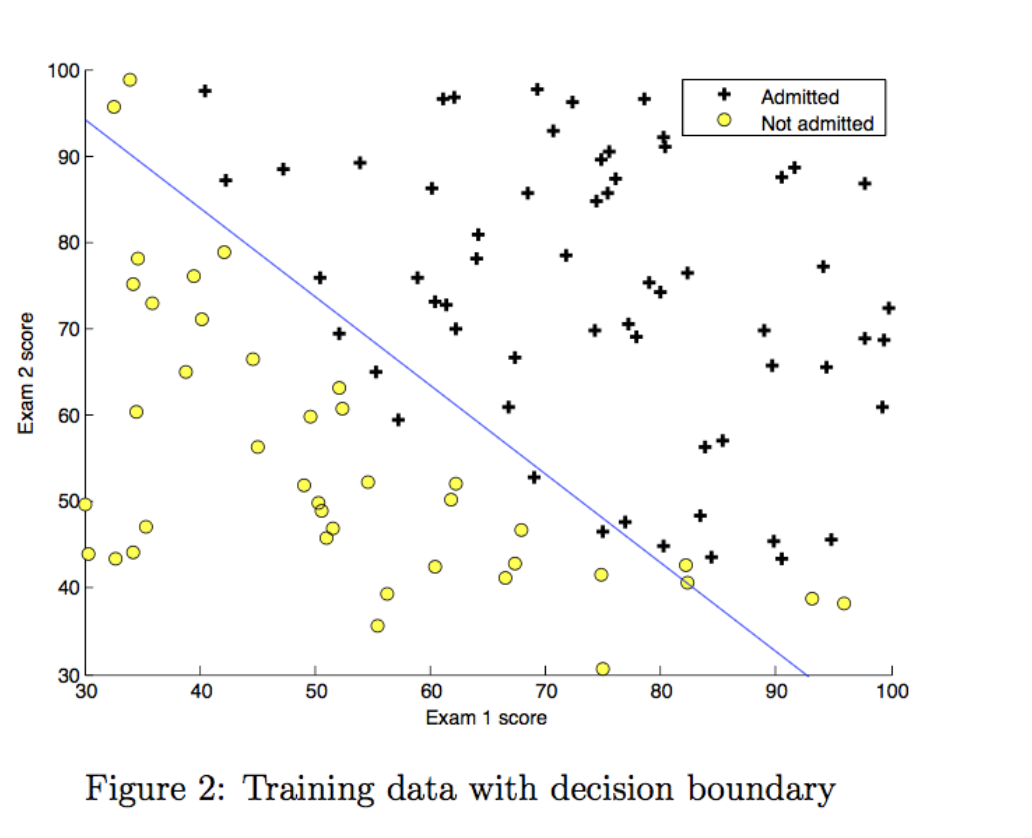 100
90
80
70
60
50
40
30
Exam 2 score
Admitted
Not admitted
30 40 50 60 70 80 90 100
Exam 1 score
Figure 2: Training data with decision boundary